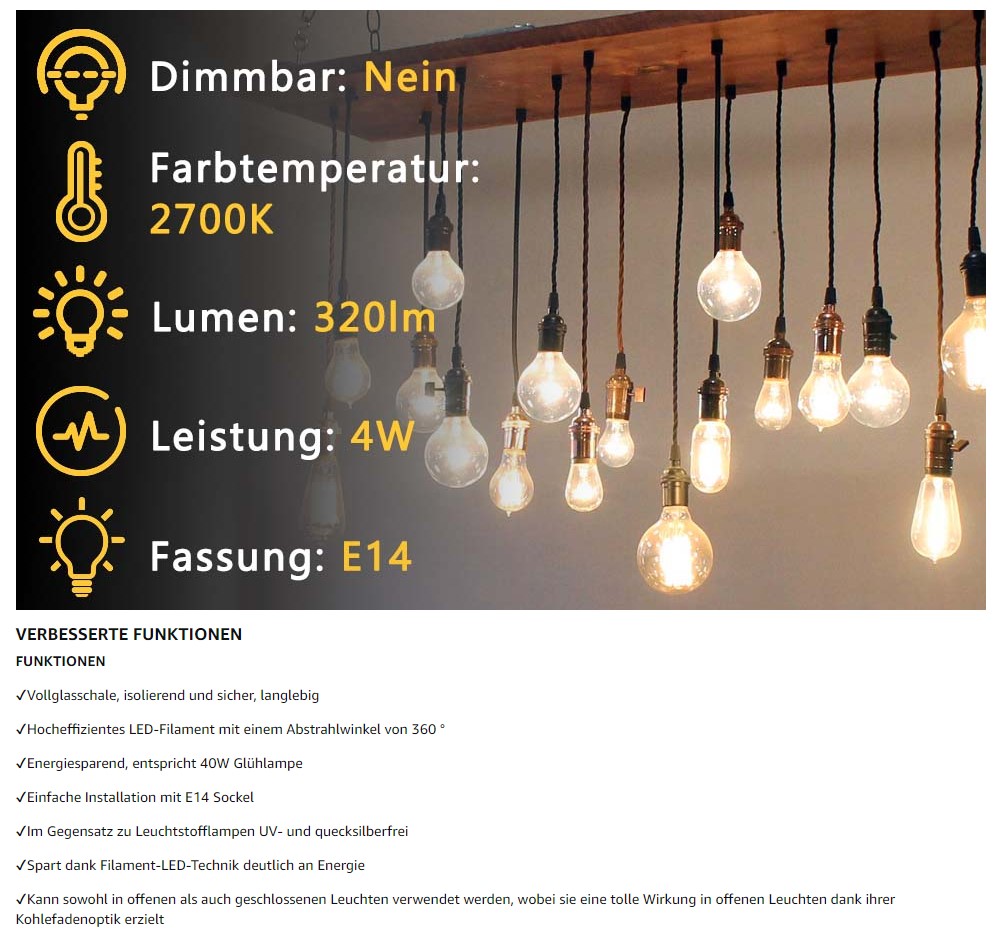 Dimmbar: Nein
Farbtemperatur:
2700K
Lumen: 320lm
Leistung: 4W
Fassung: E14
VERBESSERTE FUNKTIONEN
FUNKTIONEN
✓Vollglasschale, isolierend und sicher, langlebig
✓Hocheffizientes LED-Filament mit einem Abstrahlwinkel von 360 °
✓Energiesparend, entspricht 40W Glühlampe
✓Einfache Installation mit E14 Sockel
✓Im Gegensatz zu Leuchtstofflampen UV- und quecksilberfrei
✓Spart dank Filament-LED-Technik deutlich an Energie
✓Kann sowohl in offenen als auch geschlossenen Leuchten verwendet werden, wobei sie eine tolle Wirkung in offenen Leuchten dank ihrer
Kohlefadenoptik erzielt